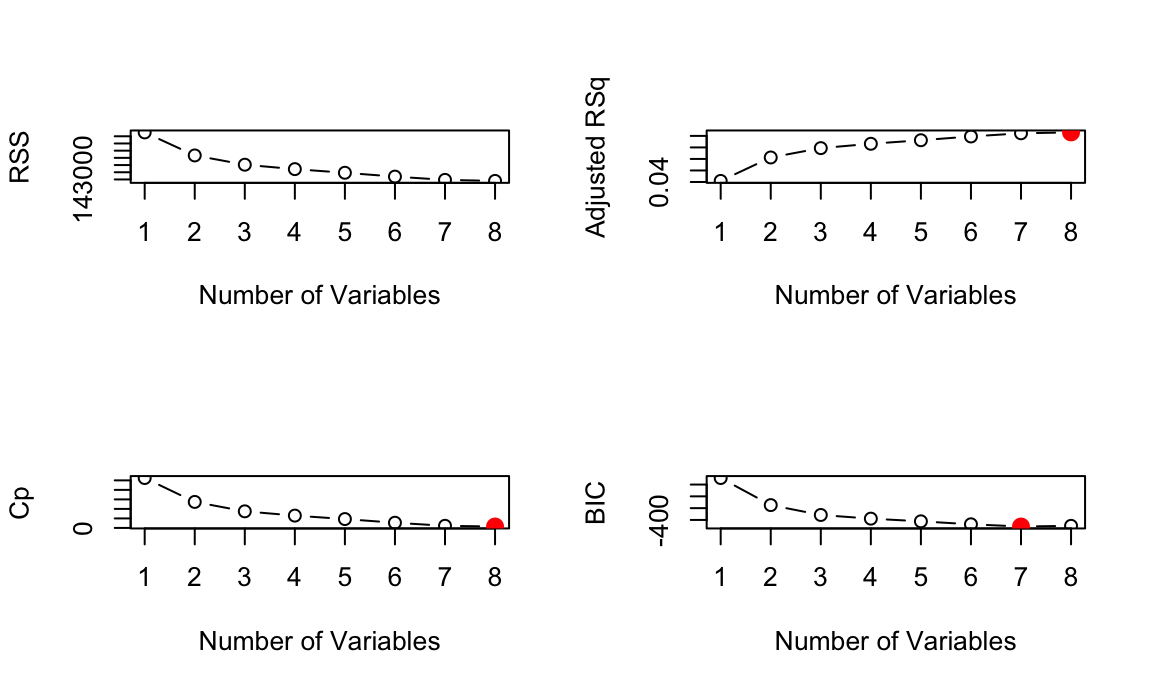 RSS
143000
1 2 3 4 5 6 7 8
Number of Variables
Adjusted RSq
0.04
1 2 3 4 5 6 7 8
Number of Variables
Cp
0
1 2 3 4 5 6 7 8
Number of Variables
BIC
-400
1 2 3 4 5 6 7 8
Number of Variables